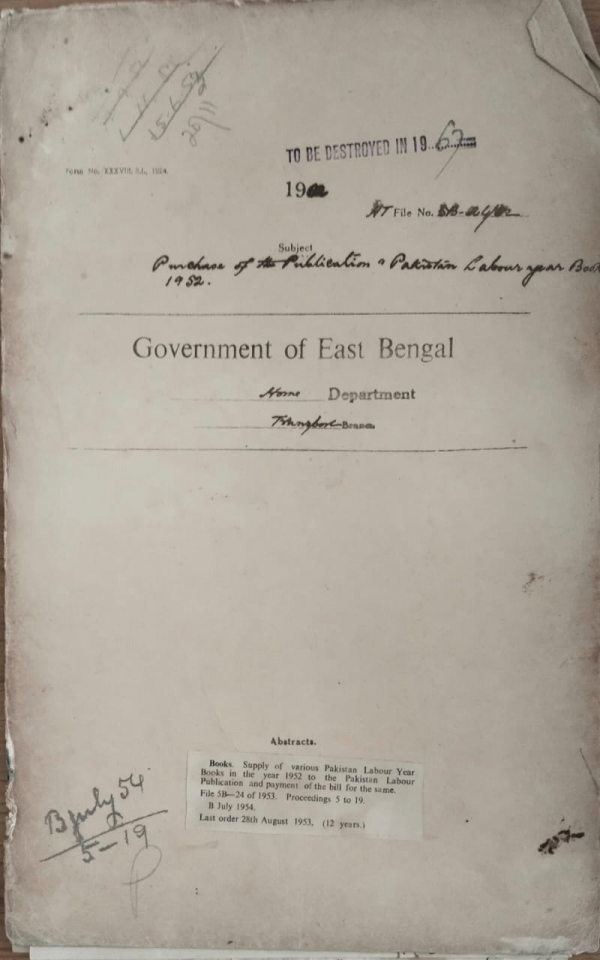 TO BE DESTROYED IN 1967
Form No. XXXVIII, 1924.
19
File No.
Subject
Purchase of the Publication "Pakistan Labour year Book
1952.
Government of East Bengal
Home Department
Transport Branch
Abstracts.
Books. Supply of various Pakistan Labour Year
Books in the year 1952 to the Pakistan Labour
Publication and payment of the bill for the same.
File 5B—24 of 1953. Proceedings 5 to 19.
B July 1954.
Last order 28th August 1953, (12 years.)
B July 54
5-19